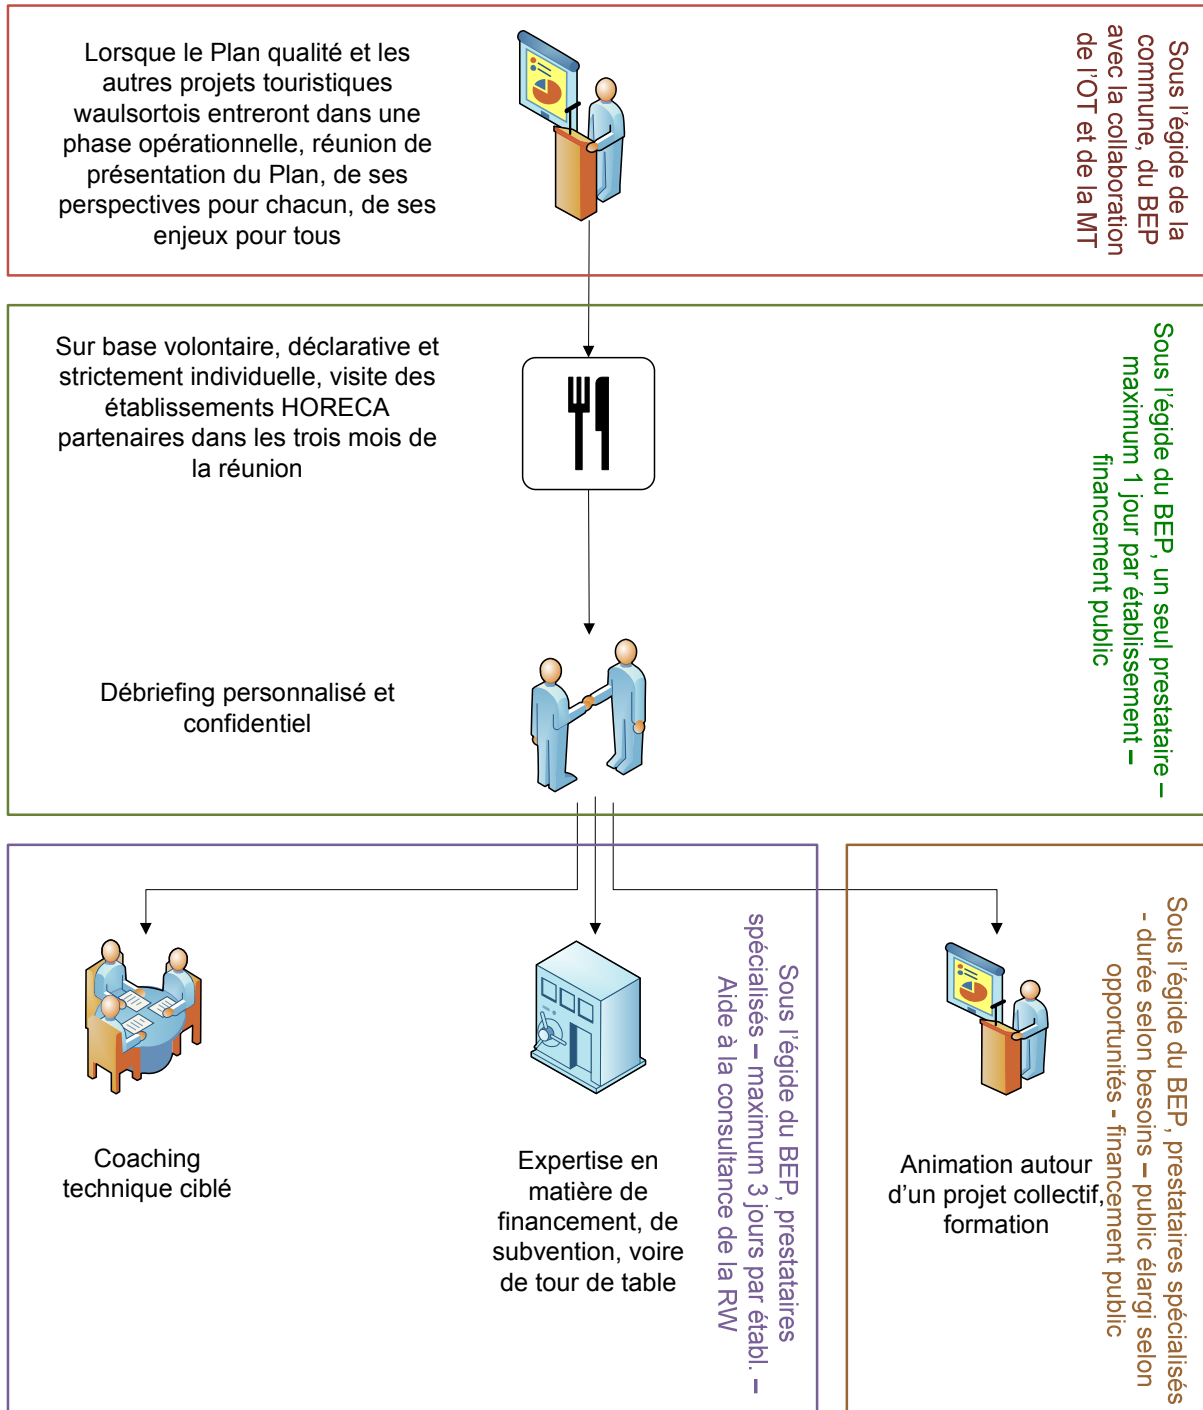 Lorsque le Plan qualité et les
autres projets touristiques
waulsortois entreront dans une
phase opérationnelle, réunion de
présentation du Plan, de ses
perspectives pour chacun, de ses
enjeux pour tous
Sous l’égide de la
commune, du BEP
avec la collaboration
de l’OT et de la MT
Sur base volontaire, déclarative et
strictement individuelle, visite des
établissements HORECA
partenaires dans les trois mois de
la réunion
Sous l’égide du BEP, un seul prestataire –
maximum 1 jour par établissement –
financement public
Débriefing personnalisé et
confidentiel
Coaching
technique ciblé
Expertise en
matière de
financement, de
subvention, voire
de tour de table
Sous l’égide du BEP, prestataires
spécialisés – maximum 3 jours par établ. –
Aide à la consultance de la RW
Animation autour
d’un projet collectif,
formation
Sous l’égide du BEP, prestataires spécialisés
- durée selon besoins – public élargi selon
opportunités - financement public